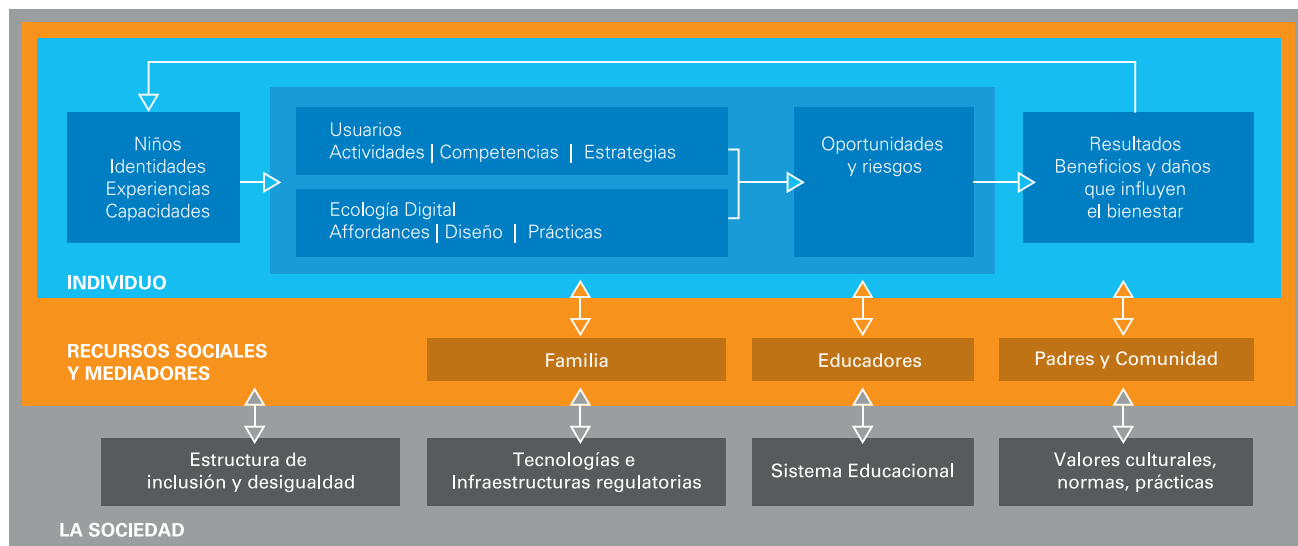 Niños
Identidades
Experiencias
Capacidades
Usuarios
Actividades | Competencias | Estrategias
Ecología Digital
Affordances | Diseño | Prácticas
Oportunidades
y riesgos
Resultados
Beneficios y daños
que influyen
el bienestar
INDIVIDUO
RECURSOS SOCIALES
Y MEDIADORES
Familia
Educadores
Padres y Comunidad
Estructura de
inclusión y desigualdad
Tecnologías e
Infraestructuras regulatorias
Sistema Educacional
Valores culturales,
normas, prácticas
LA SOCIEDAD